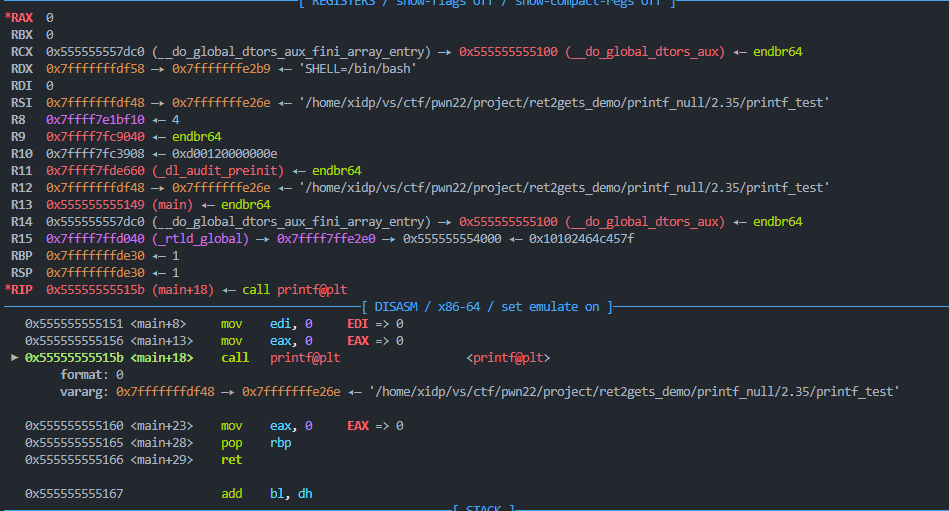 [ REGISTERS / show-flags off / show-compact-regs off ]
*RAX 0
RBX 0
RCX 0x555555557dc0 (__do_global_dtors_aux_fini_array_entry) —▸ 0x555555555100 (__do_global_dtors_aux) ◂— endbr64
RDX 0x7fffffffdf58 —▸ 0x7fffffffe2b9 ◂— 'SHELL=/bin/bash'
RDI 0
RSI 0x7fffffffdf48 —▸ 0x7fffffffe26e ◂— '/home/xidp/vs/ctf/pwn22/project/ret2gets_demo/printf_null/2.35/printf_test'
R8 0x7ffff7e1bf10 ◂— 4
R9 0x7ffff7fc9040 ◂— endbr64
R10 0x7ffff7fc3908 ◂— 0xd00120000000e
R11 0x7ffff7fde660 (_dl_audit_preinit) ◂— endbr64
R12 0x7fffffffdf48 —▸ 0x7fffffffe26e ◂— '/home/xidp/vs/ctf/pwn22/project/ret2gets_demo/printf_null/2.35/printf_test'
R13 0x555555555149 (main) ◂— endbr64
R14 0x555555557dc0 (__do_global_dtors_aux_fini_array_entry) —▸ 0x555555555100 (__do_global_dtors_aux) ◂— endbr64
R15 0x7ffff7ffd040 (_rtld_global) —▸ 0x7ffff7ffe2e0 —▸ 0x555555554000 ◂— 0x10102464c457f
RBP 0x7fffffffde30 ◂— 1
RSP 0x7fffffffde30 ◂— 1
*RIP 0x55555555515b (main+18) ◂— call printf@plt
[ DISASM / x86-64 / set emulate on ]
0x555555555151 <main+8> mov edi, 0 EDI => 0
0x555555555156 <main+13> mov eax, 0 EAX => 0
► 0x55555555515b <main+18> call printf@plt <printf@plt>
format: 0
vararg: 0x7fffffffdf48 —▸ 0x7fffffffe26e ◂— '/home/xidp/vs/ctf/pwn22/project/ret2gets_demo/printf_null/2.35/printf_test'
0x555555555160 <main+23> mov eax, 0 EAX => 0
0x555555555165 <main+28> pop rbp
0x555555555166 <main+29> ret
0x555555555167 add bl, dh
[ STACK ]